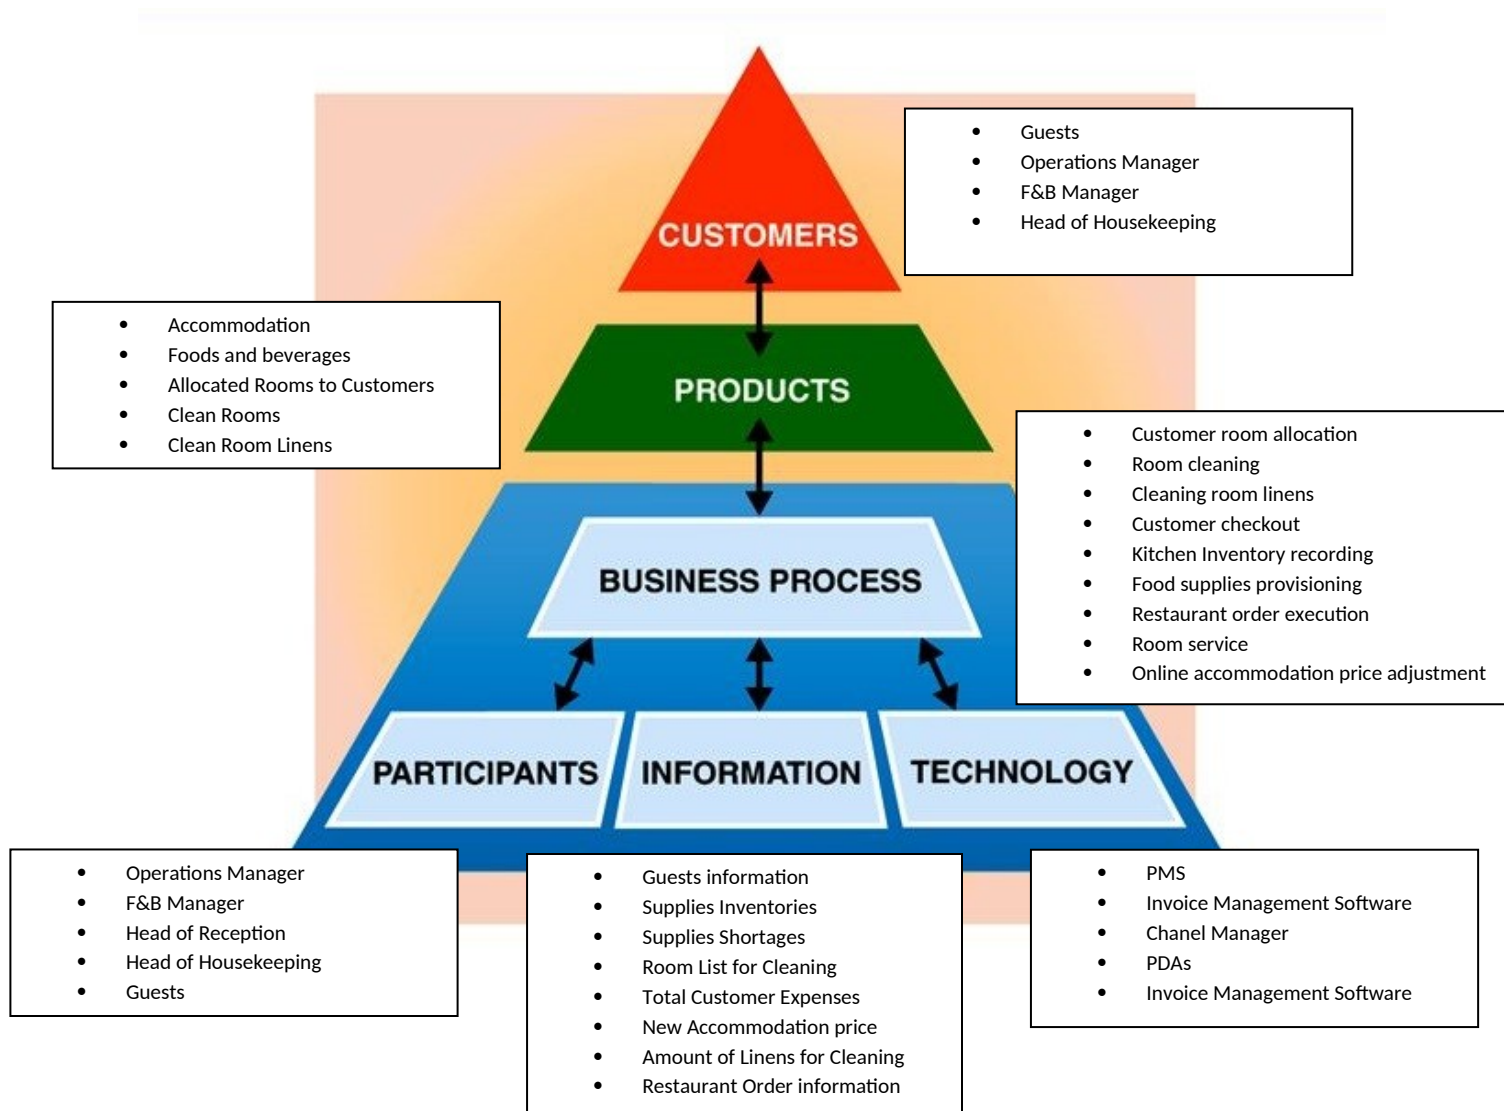 CUSTOMERS
• Guests
• Operations Manager
• F&B Manager
• Head of Housekeeping
PRODUCTS
• Accommodation
• Foods and beverages
• Allocated Rooms to Customers
• Clean Rooms
• Clean Room Linens
BUSINESS PROCESS
• Customer room allocation
• Room cleaning
• Cleaning room linens
• Customer checkout
• Kitchen Inventory recording
• Food supplies provisioning
• Restaurant order execution
• Room service
• Online accommodation price adjustment
PARTICIPANTS
INFORMATION
TECHNOLOGY
• Operations Manager
• F&B Manager
• Head of Reception
• Head of Housekeeping
• Guests
• Guests information
• Supplies Inventories
• Supplies Shortages
• Room List for Cleaning
• Total Customer Expenses
• New Accommodation price
• Amount of Linens for Cleaning
• Restaurant Order information
• PMS
• Invoice Management Software
• Chanel Manager
• PDAs
• Invoice Management Software